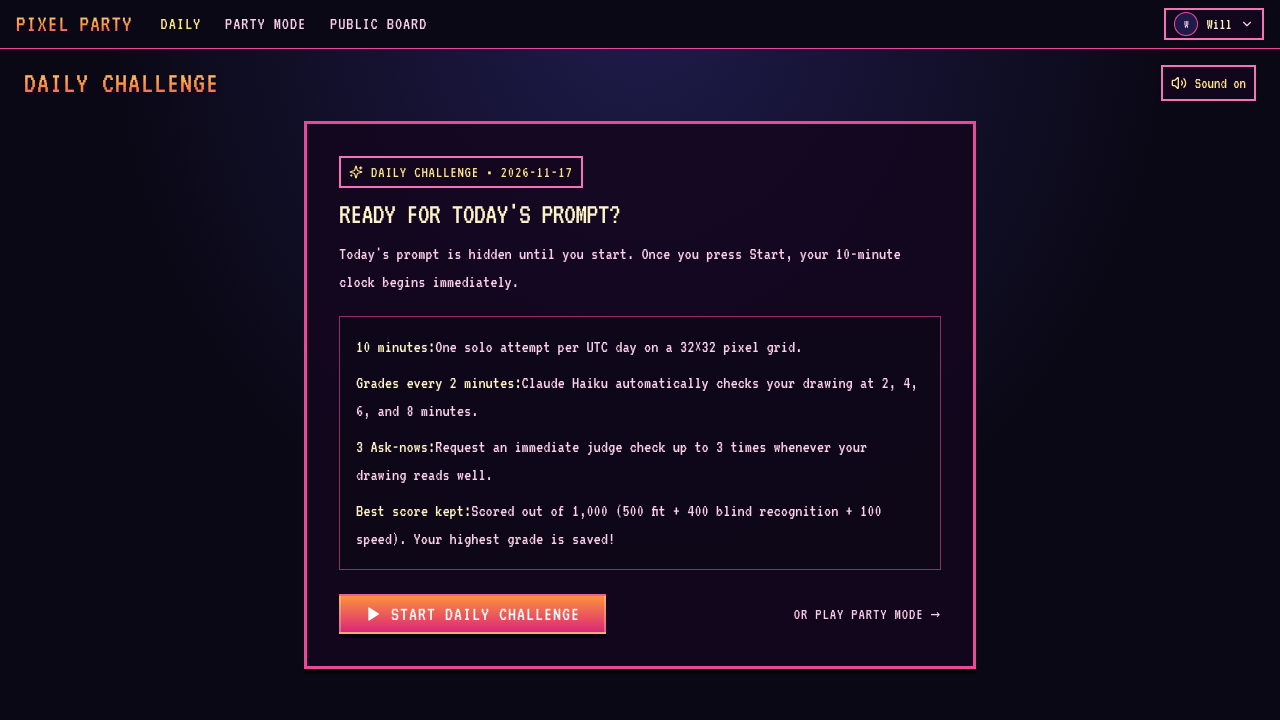 PIXEL PARTY DAILY PARTY MODE PUBLIC BOARD W Will
DAILY CHALLENGE Sound on
DAILY CHALLENGE • 2026-11-17
READY FOR TODAY'S PROMPT?
Today's prompt is hidden until you start. Once you press Start, your 10-minute
clock begins immediately.
10 minutes:One solo attempt per UTC day on a 32×32 pixel grid.
Grades every 2 minutes:Claude Haiku automatically checks your drawing at 2, 4,
6, and 8 minutes.
3 Ask-nows:Request an immediate judge check up to 3 times whenever your
drawing reads well.
Best score kept:Scored out of 1,000 (500 fit + 400 blind recognition + 100
speed). Your highest grade is saved!
START DAILY CHALLENGE OR PLAY PARTY MODE →